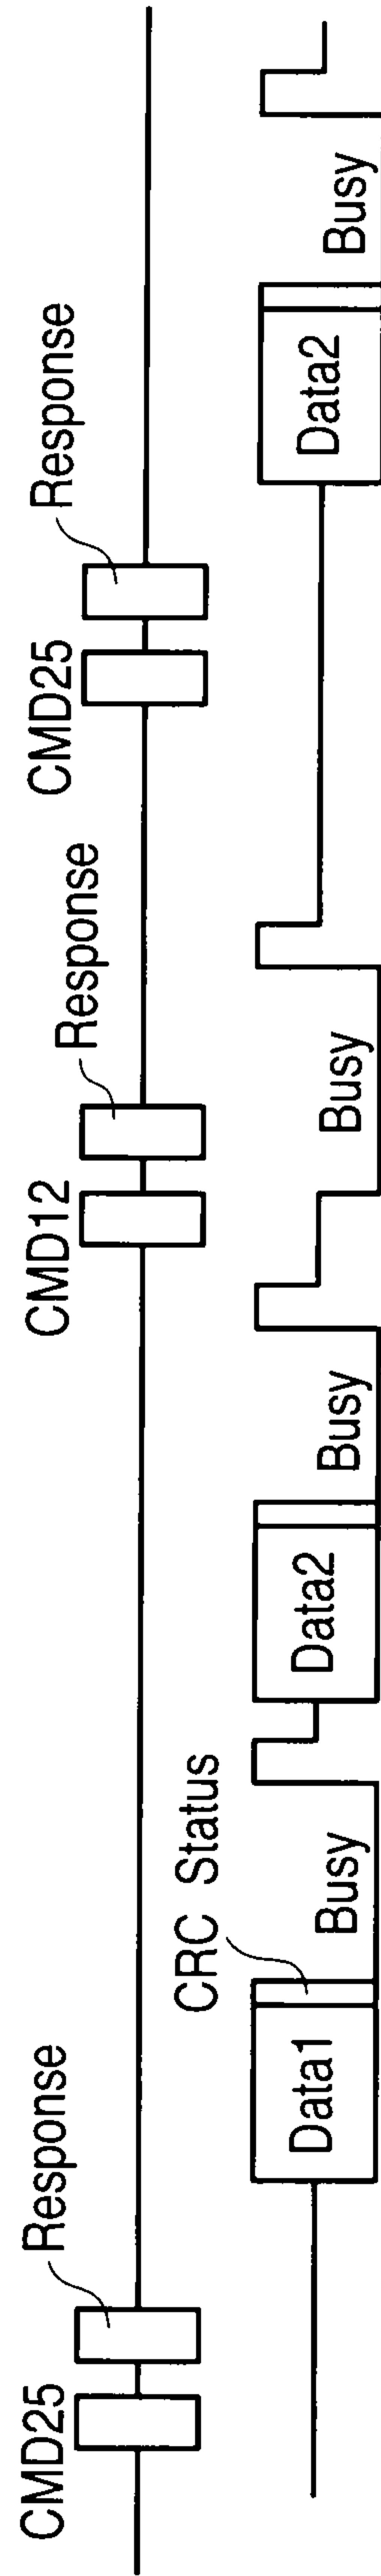 CMD25
Response
CMD12
Response
CMD25
Response
Data1
CRC Status
Busy
Data2
Busy
Busy
Data2
Busy